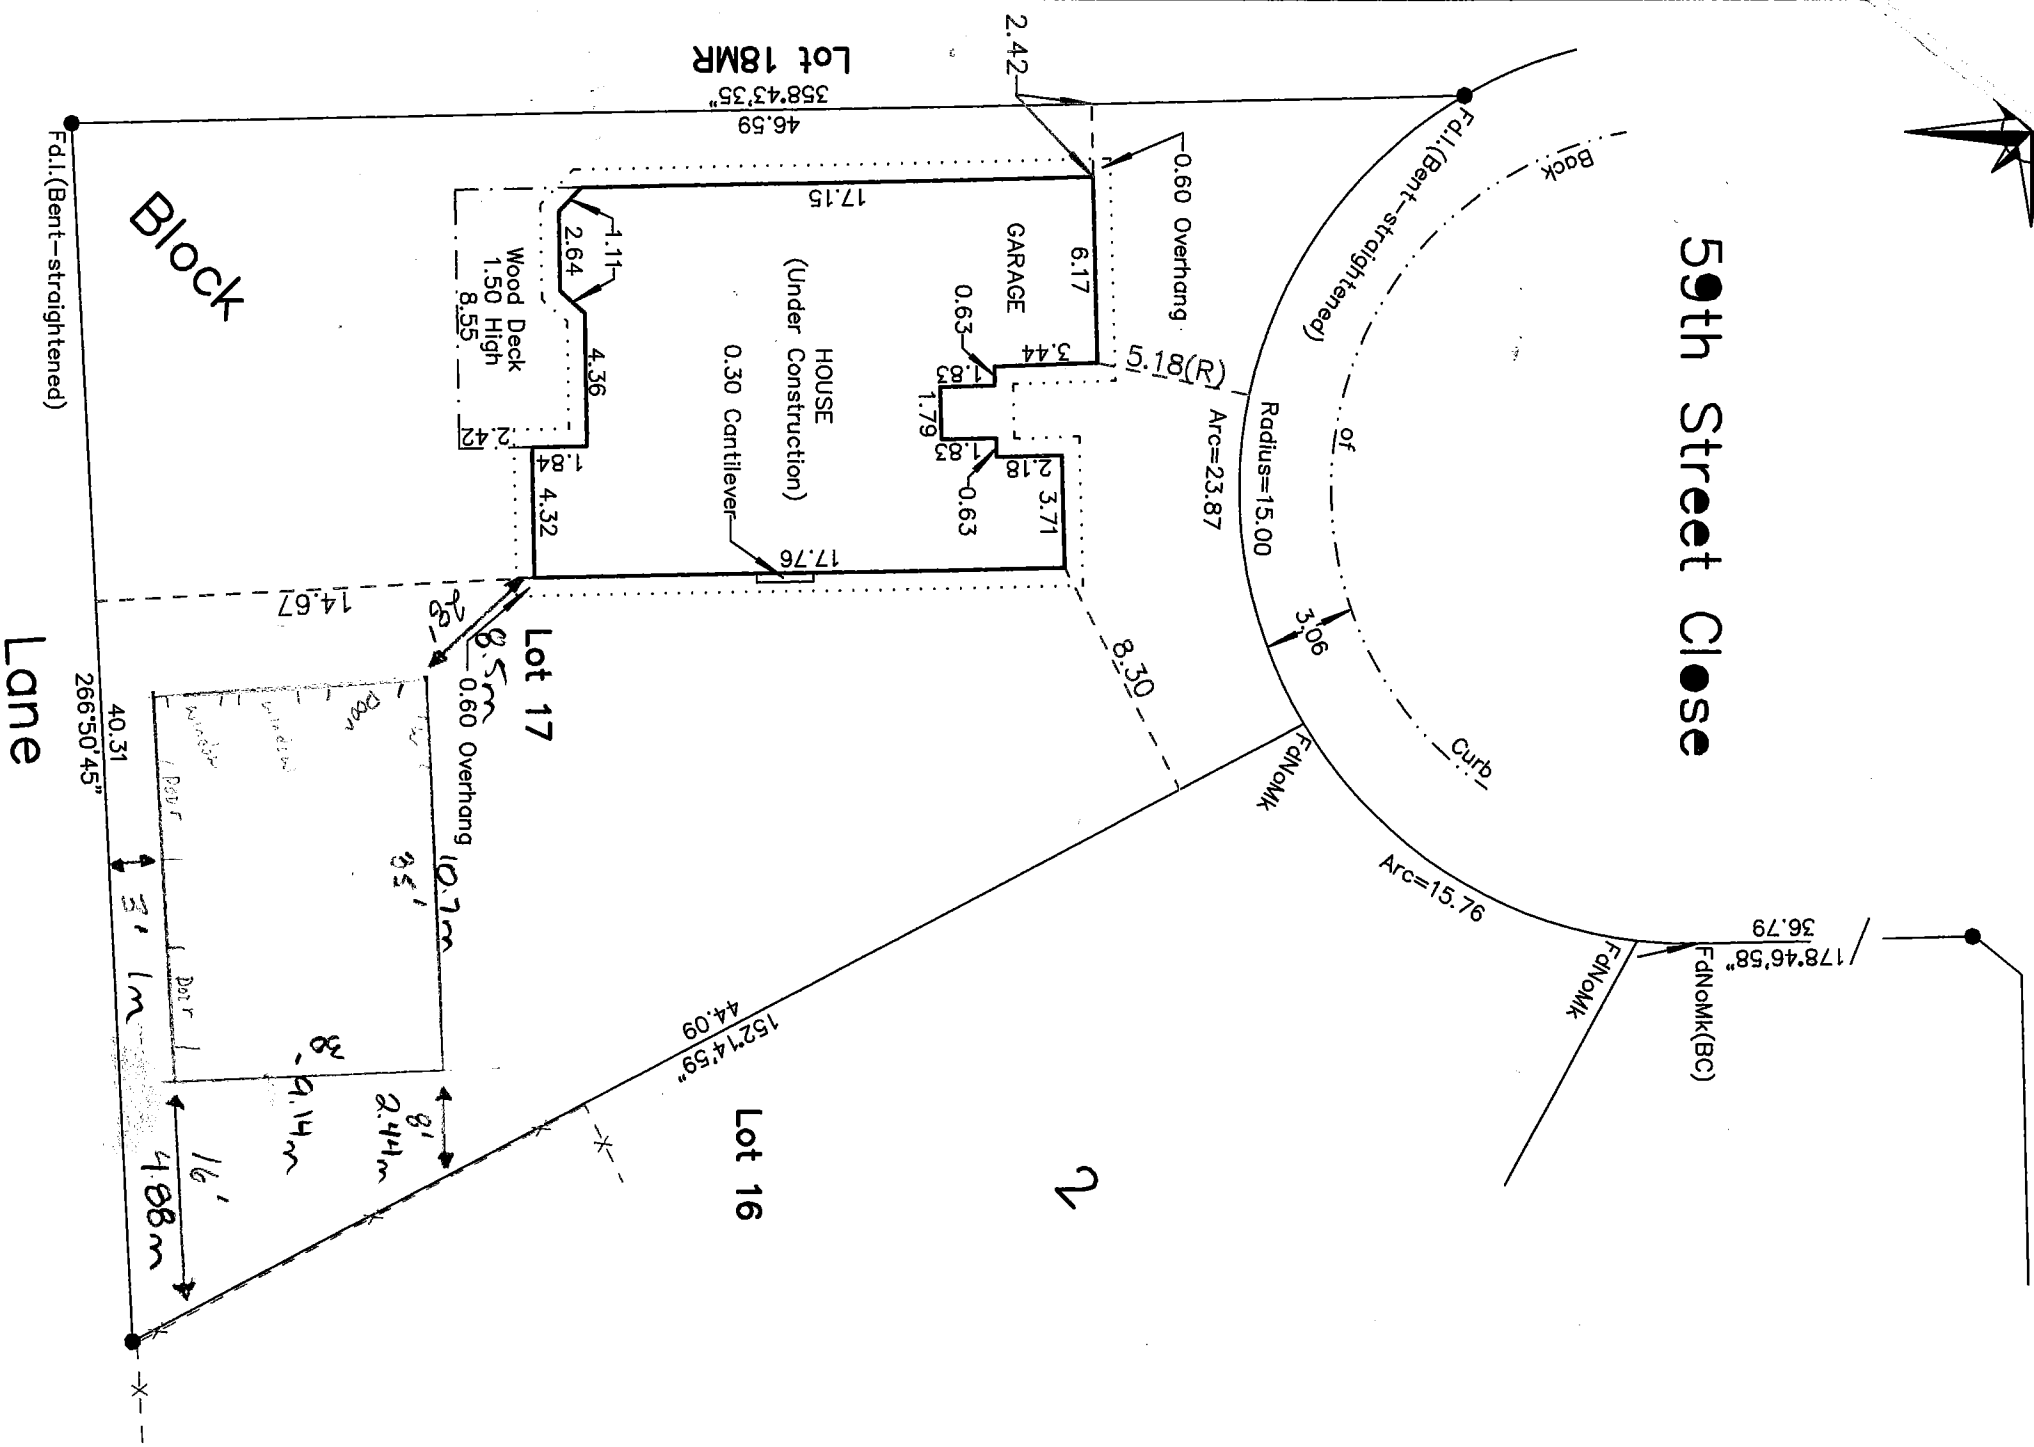 59th Street Close
Lot 18MR
358°43'35"
46.59
2.42
Fd.I.(Bent-straightened)
Back
of
Curb
0.60 Overhang
17.15
GARAGE
6.17
0.63
3.44
5.18(R)
1.83
1.79
1.83
2.18
0.63
3.71
Radius=15.00
Arc=23.87
3.06
HOUSE
(Under Construction)
0.30 Cantilever
17.76
1.11
2.64
4.36
Wood Deck
1.50 High
8.55
2.42
1.84
4.32
Fd.I.(Bent-straightened)
Block
2
14.67
28'
8.5m
0.60 Overhang
Lot 17
8.30
FdNoMk
Arc=15.76
FdNoMk
FdNoMk(BC)
36.79
178°46'58"
44.09
152°14'59"
Lot 16
Lane
40.31
266°50'45"
Door
window
window
Door
Door
35'
10.7m
3'
1m
30'
9.14m
8'
2.44m
16'
4.88m